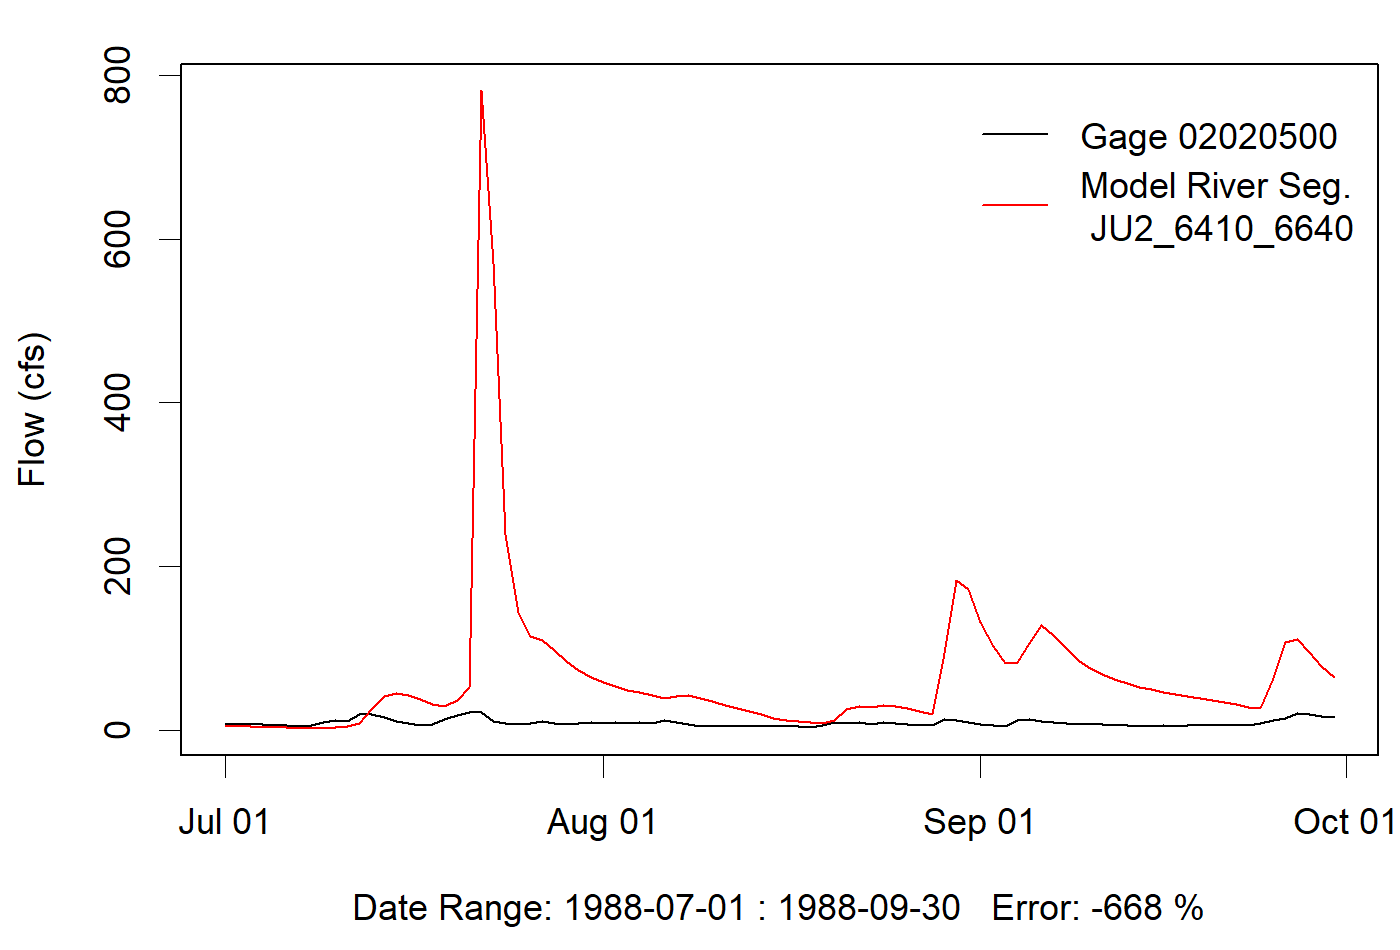 800
600
400
200
0
Flow (cfs)
Gage 02020500
Model River Seg.
JU2_6410_6640
Jul 01
Aug 01
Sep 01
Oct 01
Date Range: 1988-07-01 : 1988-09-30 Error: -668 %